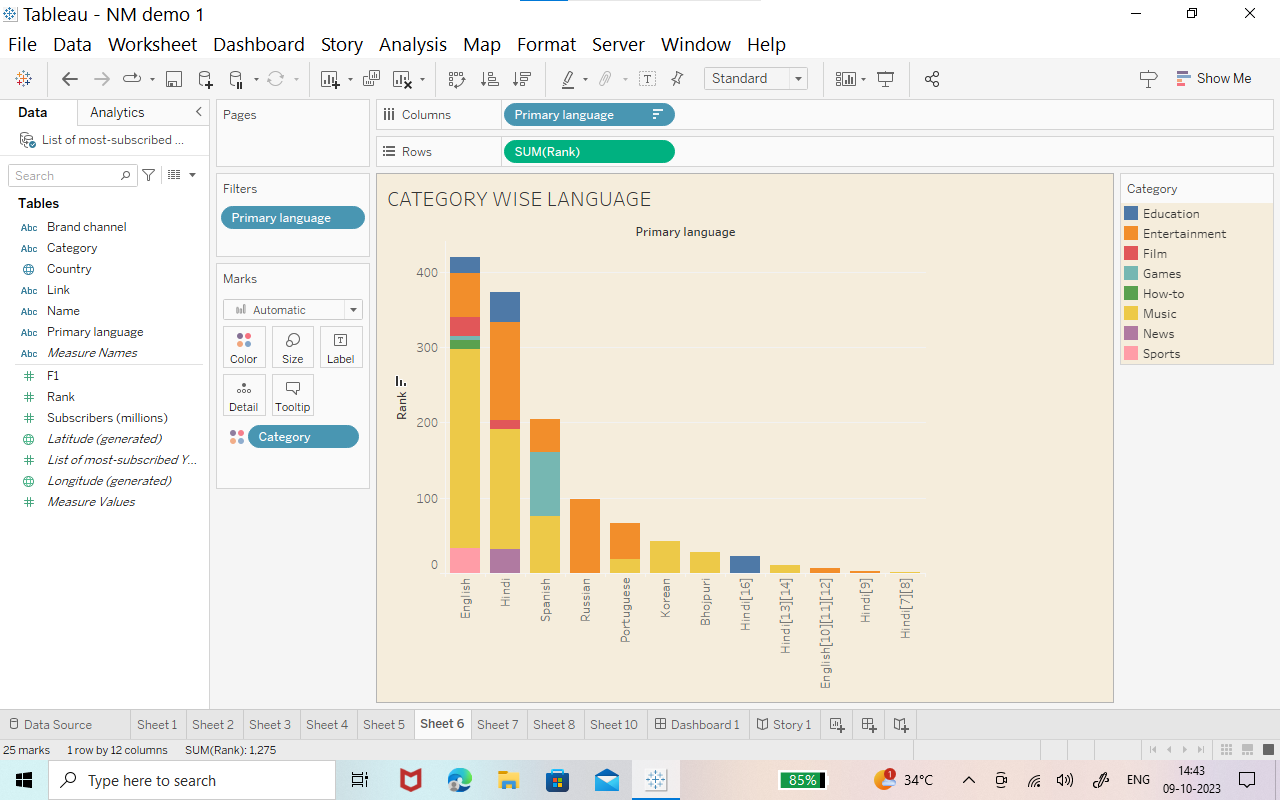 Tableau - NM demo 1
File Data Worksheet Dashboard Story Analysis Map Format Server Window Help
Standard
Show Me
Data Analytics
List of most-subscribed ...
Search
Tables
Abc Brand channel
Abc Category
Country
Abc Link
Abc Name
Abc Primary language
Abc Measure Names
# F1
# Rank
# Subscribers (millions)
Latitude (generated)
# List of most-subscribed Y...
Longitude (generated)
# Measure Values
Pages
Filters
Primary language
Marks
Automatic
Color Size Label
Detail Tooltip
Category
Columns Primary language
Rows SUM(Rank)
CATEGORY WISE LANGUAGE
Primary language
Rank
400
300
200
100
0
English
Hindi
Spanish
Russian
Portuguese
Korean
Bhojpuri
Hindi[16]
Hindi[13][14]
English[10][11][12]
Hindi[9]
Hindi[7][8]
Category
Education
Entertainment
Film
Games
How-to
Music
News
Sports
Data Source Sheet 1 Sheet 2 Sheet 3 Sheet 4 Sheet 5 Sheet 6 Sheet 7 Sheet 8 Sheet 10 Dashboard 1 Story 1
25 marks 1 row by 12 columns SUM(Rank): 1,275
Type here to search
85%
1
34°C
ENG
14:43
09-10-2023